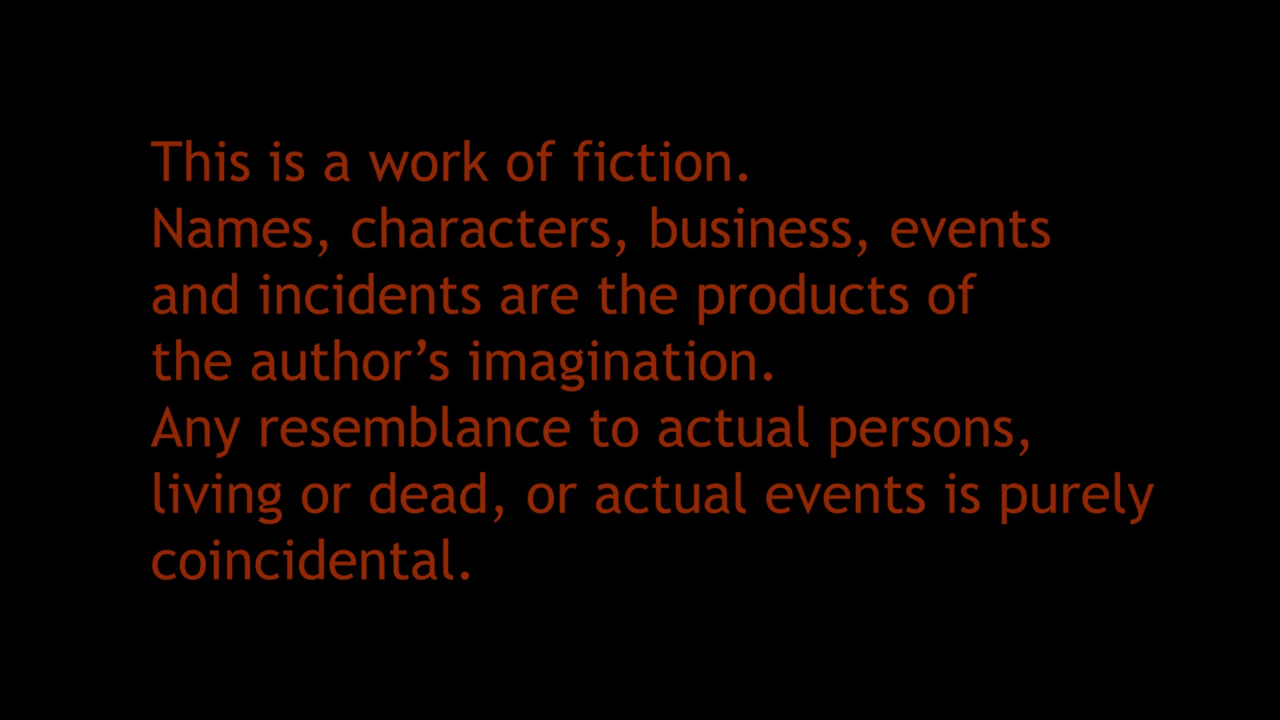 This is a work of fiction.
Names, characters, business, events
and incidents are the products of
the author’s imagination.
Any resemblance to actual persons,
living or dead, or actual events is purely
coincidental.